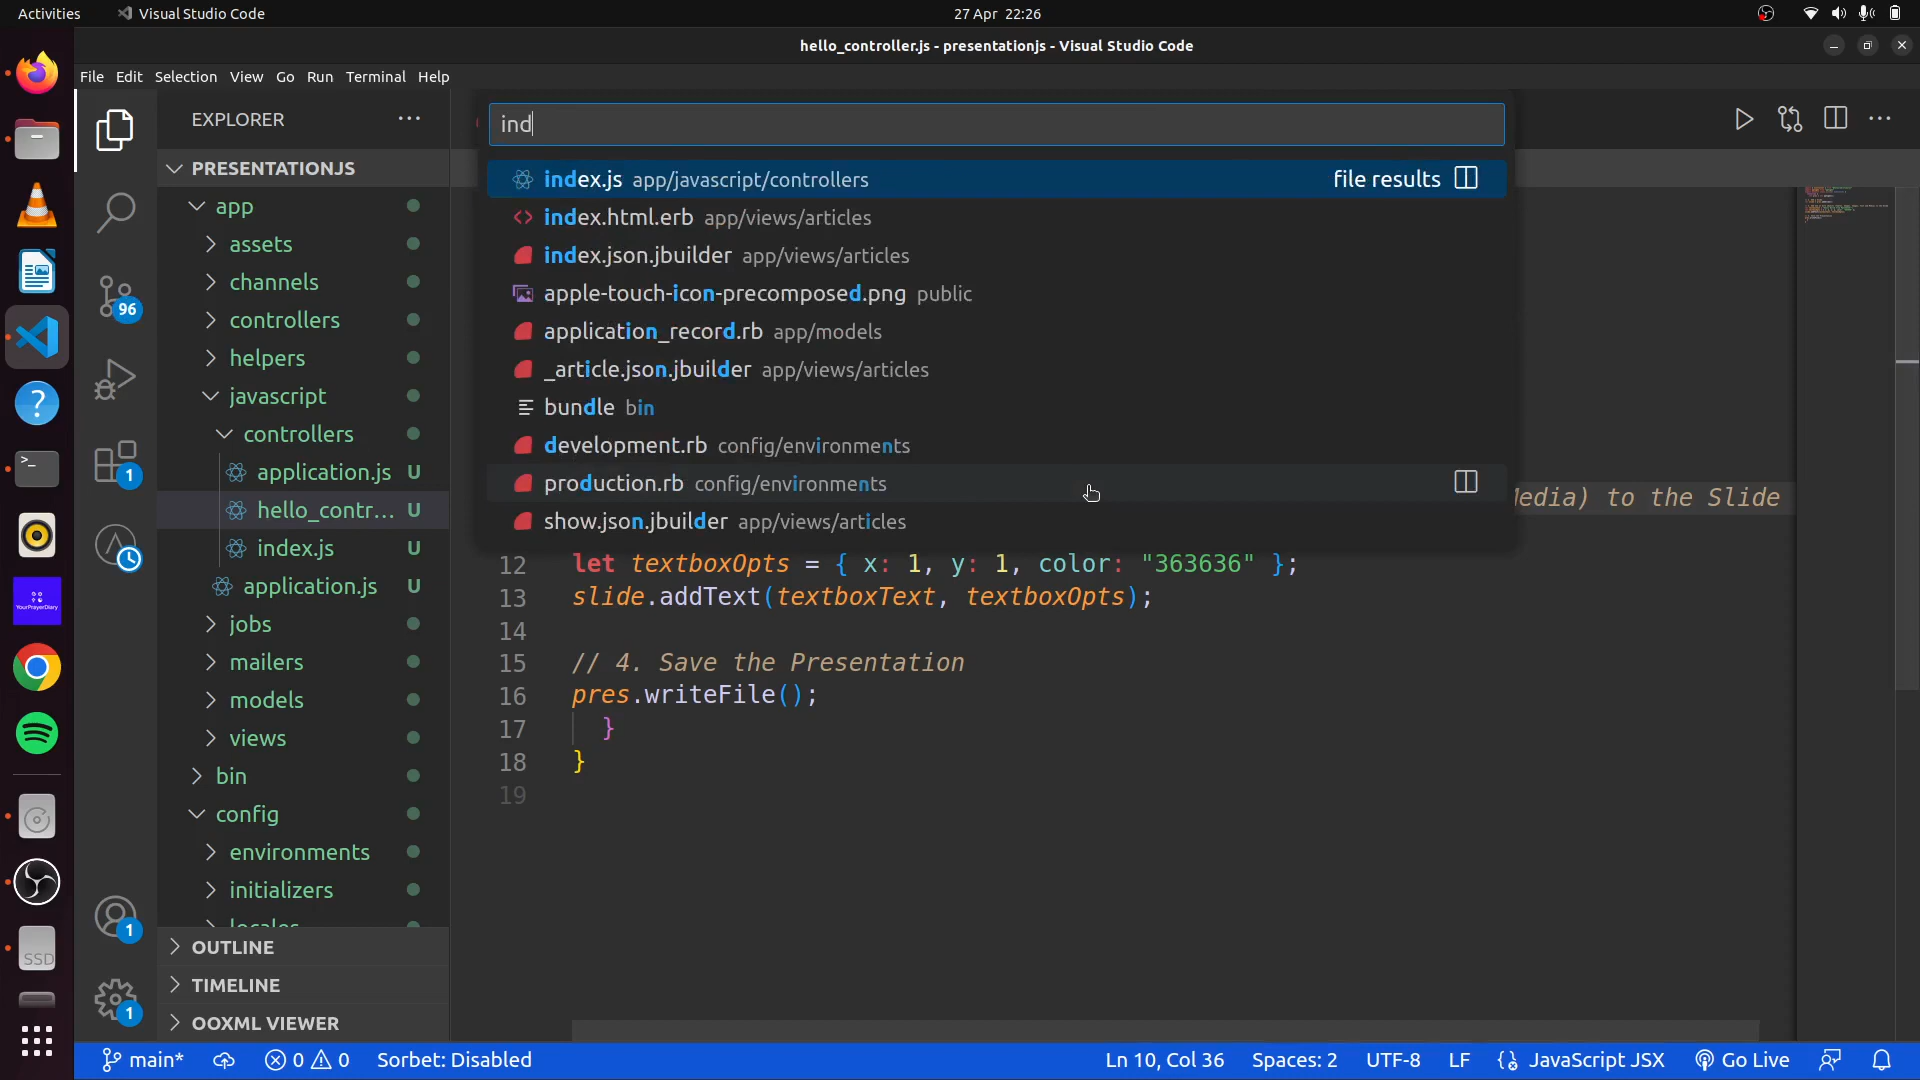 Activities
Visual Studio Code
27 Apr 22:26
hello_controller.js - presentationjs - Visual Studio Code
File Edit Selection View Go Run Terminal Help
EXPLORER
PRESENTATIONJS
app
assets
channels
controllers
helpers
javascript
controllers
application.js U
hello_contr... U
index.js U
application.js U
jobs
mailers
models
views
bin
config
environments
initializers
locales
OUTLINE
TIMELINE
OOXML VIEWER
96
1
1
1
SSD
YourPrayerDiary
ind
index.js app/javascript/controllers file results
index.html.erb app/views/articles
index.json.jbuilder app/views/articles
apple-touch-icon-precomposed.png public
application_record.rb app/models
_article.json.jbuilder app/views/articles
bundle bin
development.rb config/environments
production.rb config/environments
show.json.jbuilder app/views/articles
Media) to the Slide
12 let textboxOpts = { x: 1, y: 1, color: "363636" };
13 slide.addText(textboxText, textboxOpts);
14
15 // 4. Save the Presentation
16 pres.writeFile();
17 }
18 }
19
main* 0 0 Sorbet: Disabled Ln 10, Col 36 Spaces: 2 UTF-8 LF JavaScript JSX Go Live